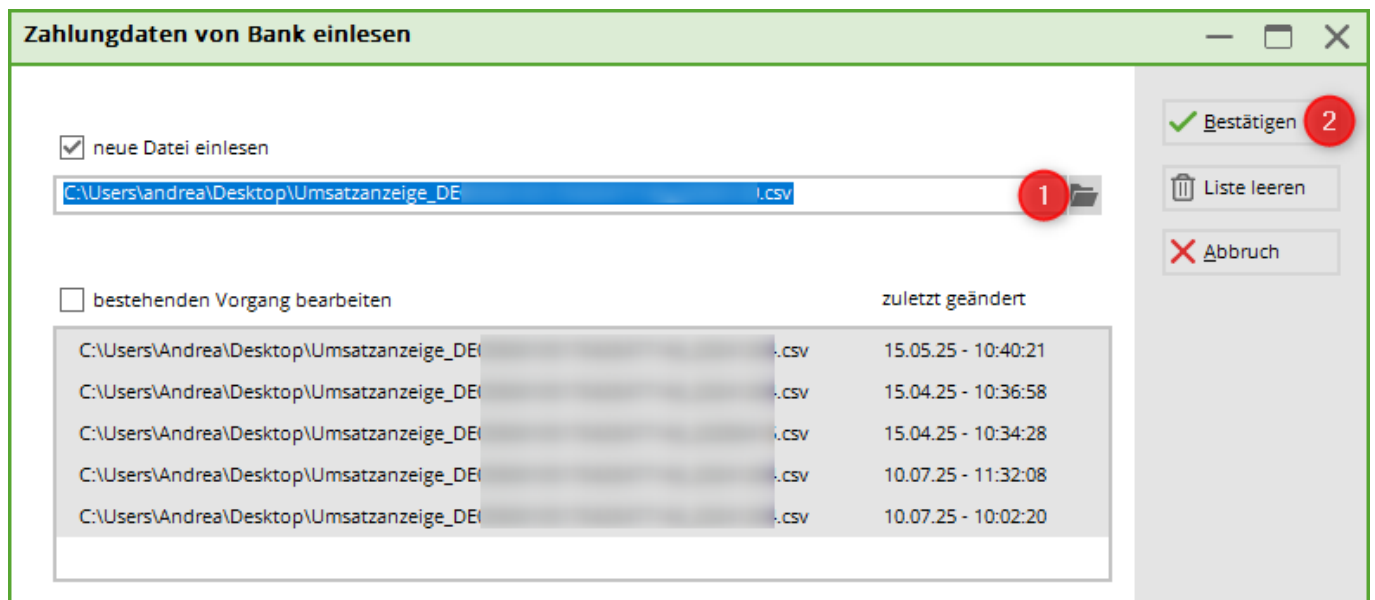 Zahlungdaten von Bank einlesen
Bestätigen 2
neue Datei einlesen
C:\Users\andrea\Desktop\Umsatzanzeige_DE .csv 1
Liste leeren
Abbruch
bestehenden Vorgang bearbeiten zuletzt geändert
C:\Users\Andrea\Desktop\Umsatzanzeige_DE .csv 15.05.25 - 10:40:21
C:\Users\Andrea\Desktop\Umsatzanzeige_DE .csv 15.04.25 - 10:36:58
C:\Users\Andrea\Desktop\Umsatzanzeige_DE .csv 15.04.25 - 10:34:28
C:\Users\Andrea\Desktop\Umsatzanzeige_DE .csv 10.07.25 - 11:32:08
C:\Users\Andrea\Desktop\Umsatzanzeige_DE .csv 10.07.25 - 10:02:20